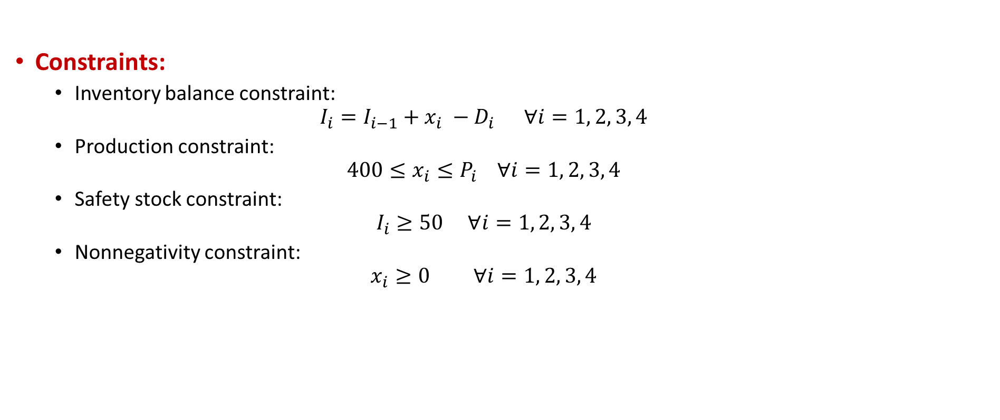 • Constraints:
• Inventory balance constraint:
I_i = I_{i−1} + x_i − D_i ∀i = 1, 2, 3, 4
• Production constraint:
400 ≤ x_i ≤ P_i ∀i = 1, 2, 3, 4
• Safety stock constraint:
I_i ≥ 50 ∀i = 1, 2, 3, 4
• Nonnegativity constraint:
x_i ≥ 0 ∀i = 1, 2, 3, 4